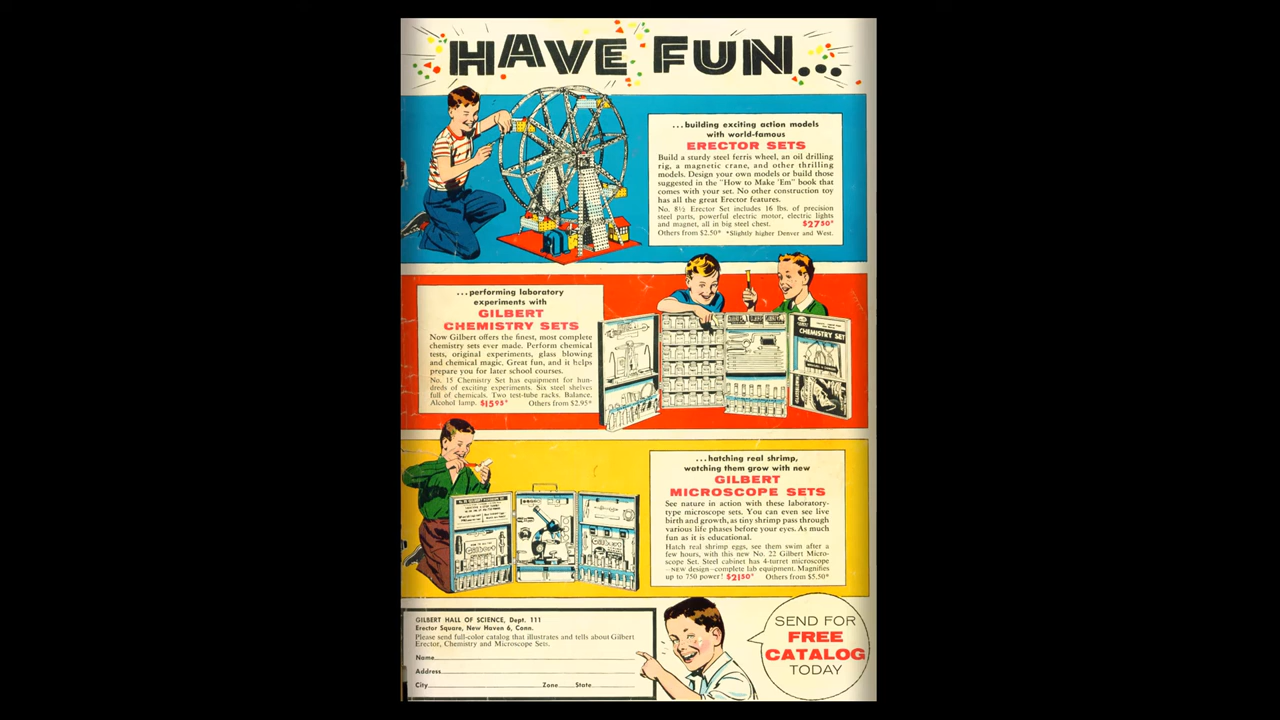 HAVE FUN...
...building exciting action models
with world-famous
ERECTOR SETS
Build a sturdy steel ferris wheel, an oil drilling
rig, a magnetic crane, and other thrilling
models. Design your own models or build those
suggested in the "How to Make 'Em" book that
comes with your set. No other construction toy
has all the great Erector features.
No. 8½ Erector Set includes 16 lbs. of precision
steel parts, powerful electric motor, electric lights
and magnet, all in big steel chest. $27.50*
Others from $2.50* *Slightly higher Denver and West.
...performing laboratory
experiments with
GILBERT
CHEMISTRY SETS
Now Gilbert offers the finest, most complete
chemistry sets ever made. Perform chemical
tests, original experiments, glass blowing
and chemical magic. Great fun, and it helps
prepare you for later school courses.
No. 15 Chemistry Set has equipment for hun-
dreds of exciting experiments. Six steel shelves
full of chemicals. Two test-tube racks. Balance.
Alcohol lamp. $15.95* Others from $2.95*
CHEMISTRY SET
...hatching real shrimp,
watching them grow with new
GILBERT
MICROSCOPE SETS
See nature in action with these laboratory-
type microscope sets. You can even see live
birth and growth, as tiny shrimp pass through
various life phases before your eyes. As much
fun as it is educational.
Hatch real shrimp eggs, see them swim after a
few hours, with this new No. 22 Gilbert Micro-
scope Set. Steel cabinet has 4-turret microscope
—NEW design—complete lab equipment. Magnifies
up to 750 power! $21.50* Others from $5.50*
GILBERT HALL OF SCIENCE, Dept. 111
Erector Square, New Haven 6, Conn.
Please send full-color catalog that illustrates and tells about Gilbert
Erector, Chemistry and Microscope Sets.
Name
Address
City Zone State
SEND FOR
FREE
CATALOG
TODAY